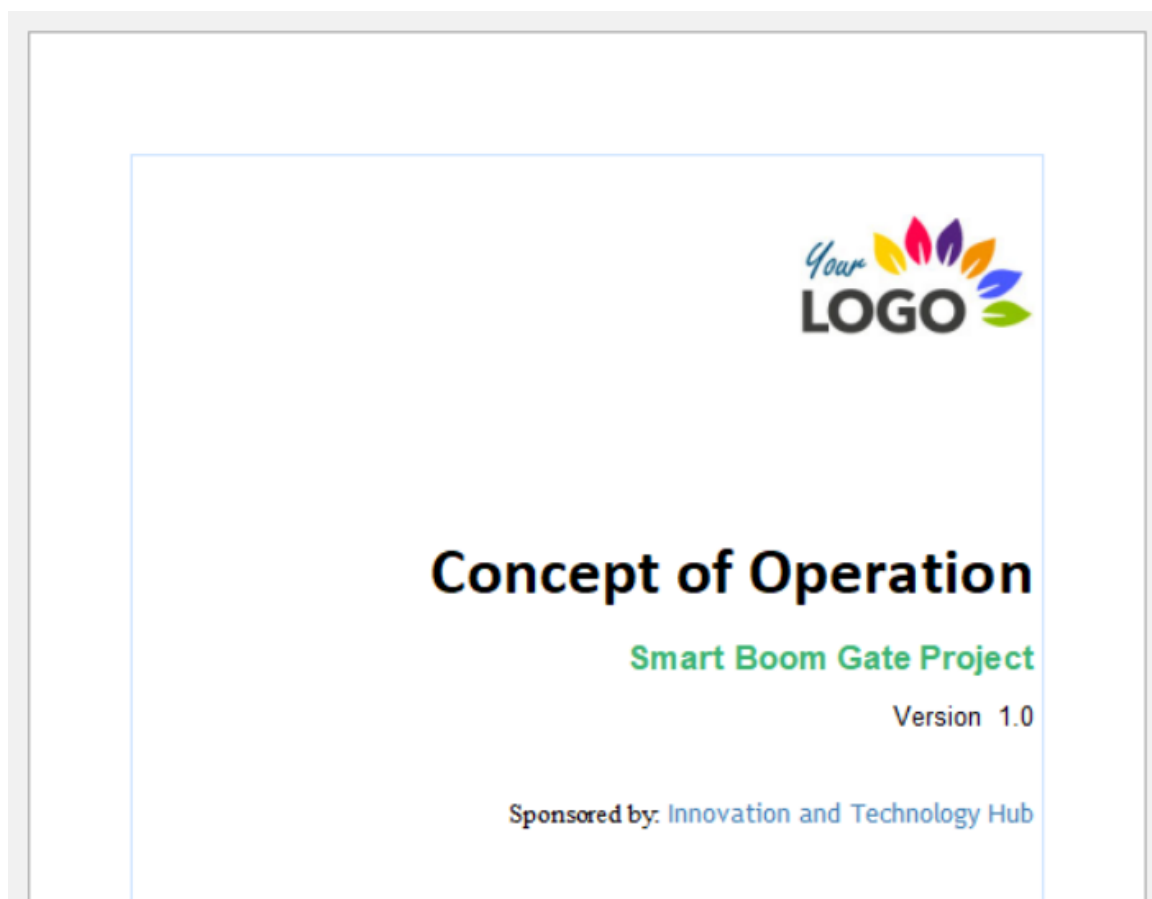 Your
LOGO
Concept of Operation
Smart Boom Gate Project
Version 1.0
Sponsored by: Innovation and Technology Hub